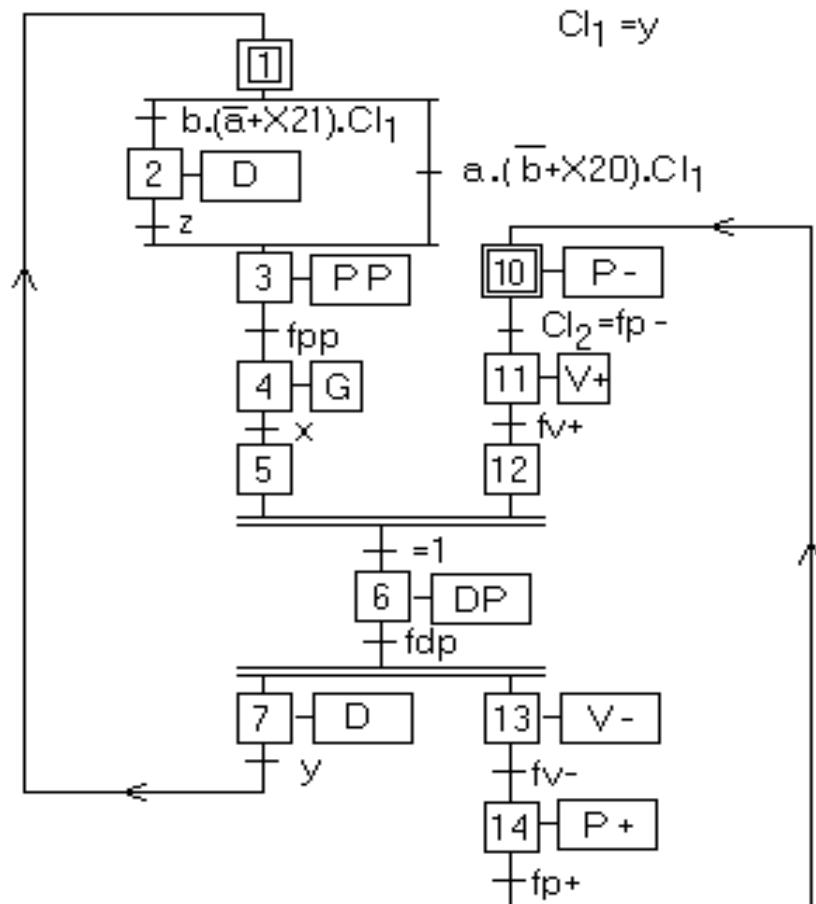 CI₁ =y
1
b.(a̅+X21).CI₁
2 D
a.(b̅+X20).CI₁
z
3 PP
10 P-
fpp
CI₂=fp-
4 G
11 V+
x
fv+
5
12
=1
6 DP
fdp
7 D
13 V-
y
fv-
14 P+
fp+